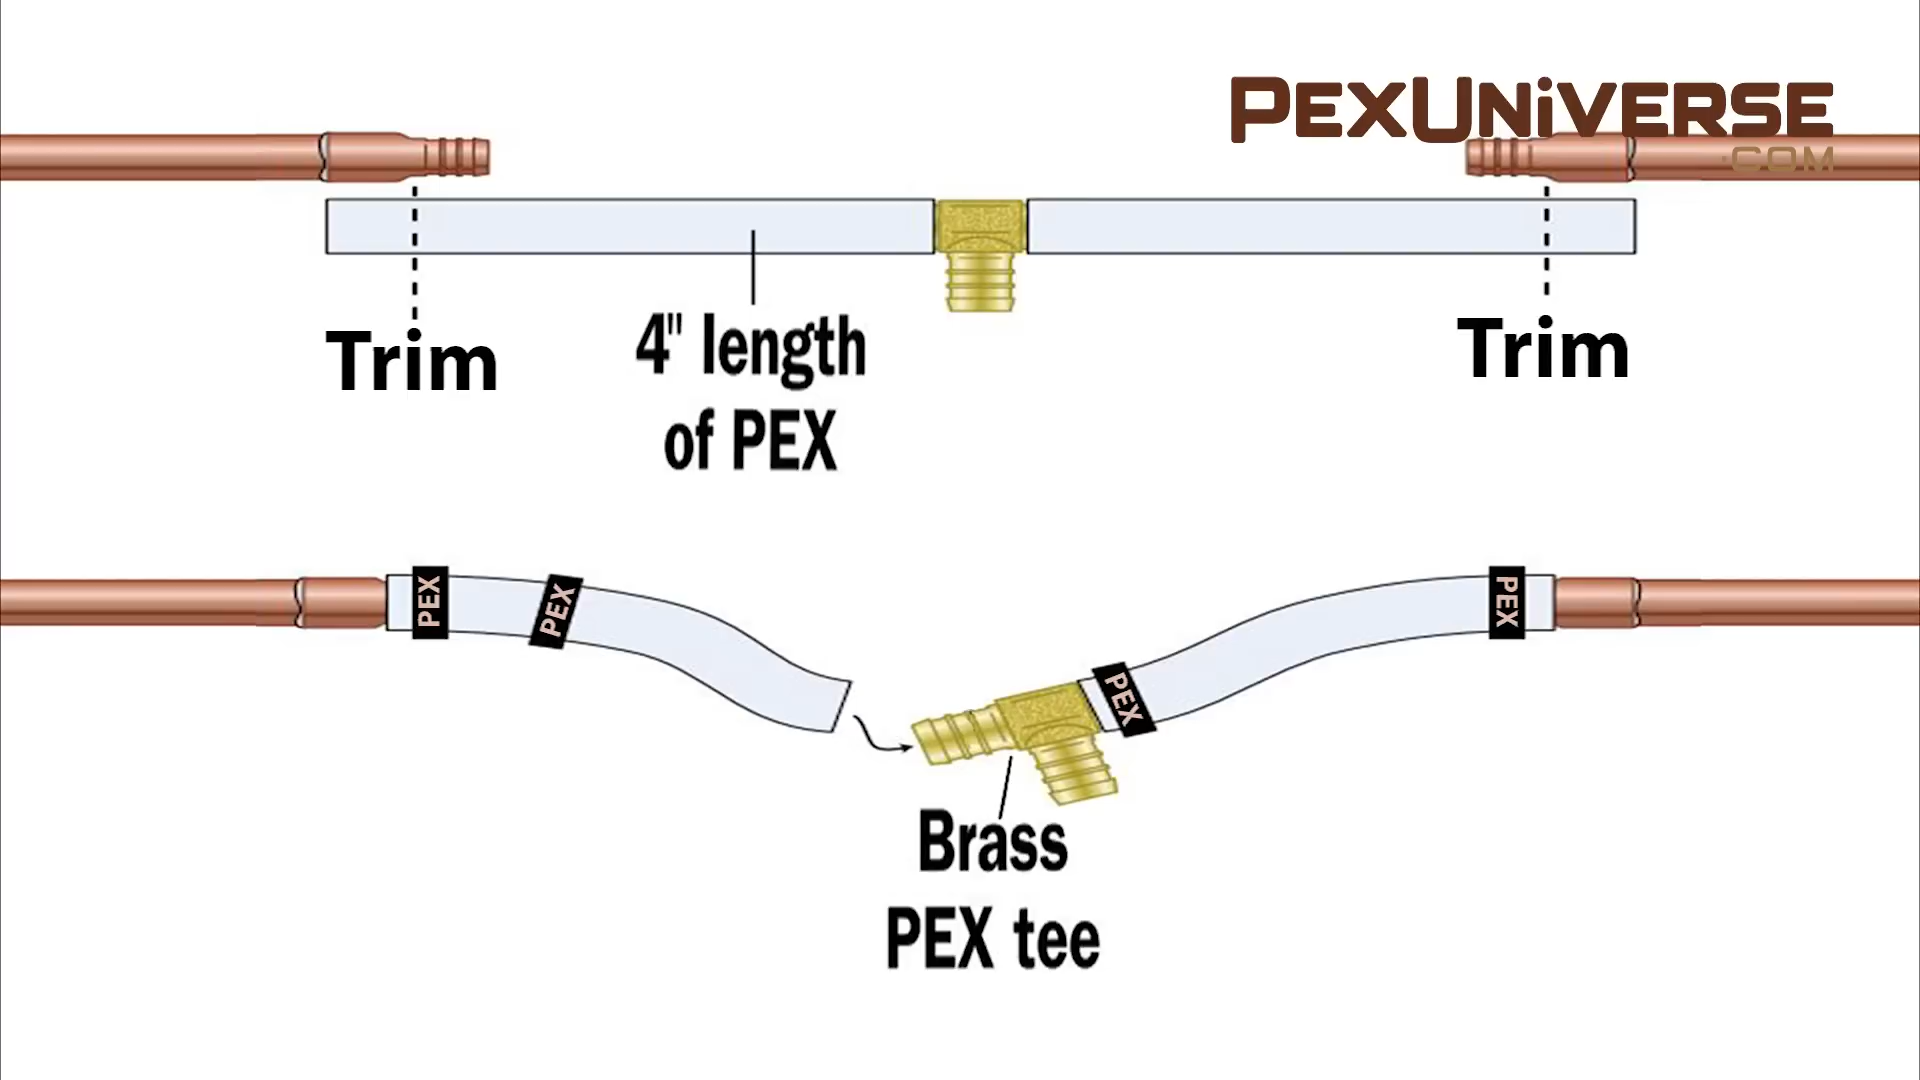 PEXUNiVERSE
.COM
Trim
4" length
of PEX
Trim
PEX
PEX
PEX
PEX
Brass
PEX tee